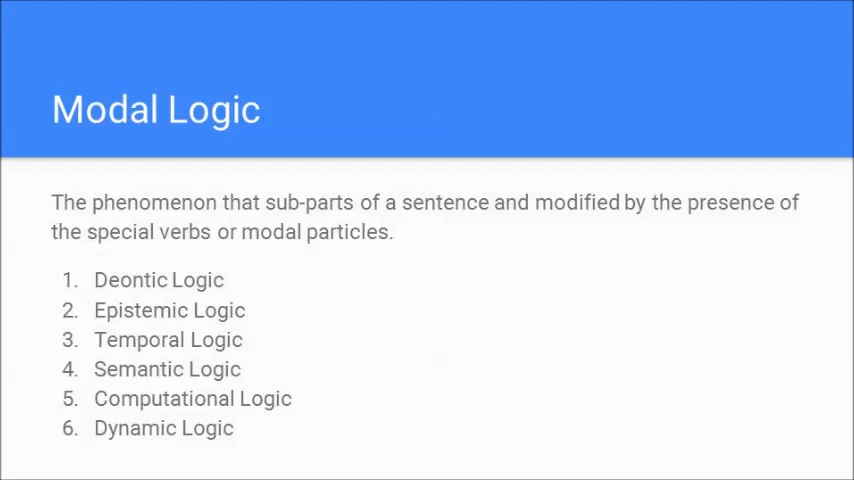 Modal Logic
The phenomenon that sub-parts of a sentence and modified by the presence of
the special verbs or modal particles.
1. Deontic Logic
2. Epistemic Logic
3. Temporal Logic
4. Semantic Logic
5. Computational Logic
6. Dynamic Logic